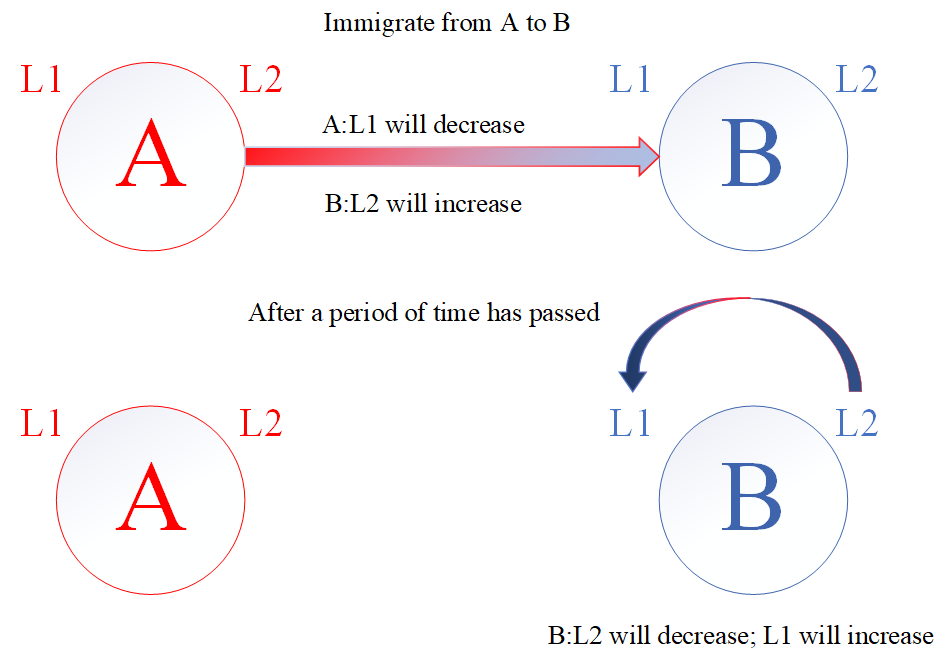 Immigrate from A to B
L1 L2 L1 L2
A:L1 will decrease
A B
B:L2 will increase
After a period of time has passed
L1 L2 L1 L2
A B
B:L2 will decrease; L1 will increase